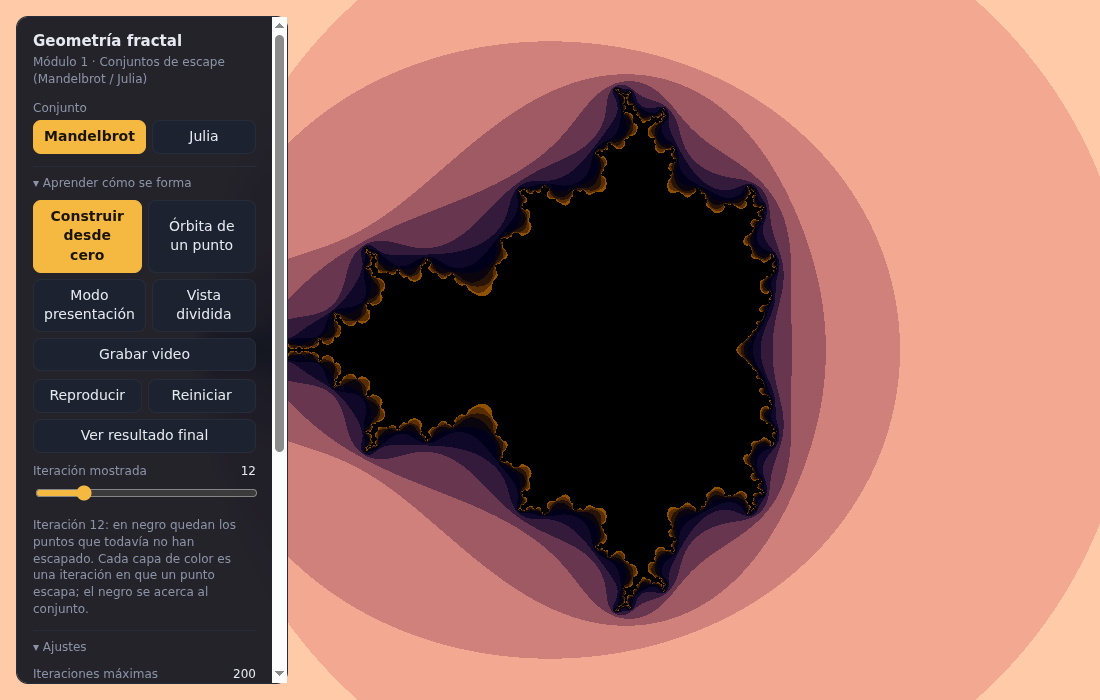 Geometría fractal
Módulo 1 · Conjuntos de escape
(Mandelbrot / Julia)
Conjunto
Mandelbrot Julia
▾ Aprender cómo se forma
Construir
desde
cero
Órbita de
un punto
Modo
presentación
Vista
dividida
Grabar video
Reproducir Reiniciar
Ver resultado final
Iteración mostrada 12
Iteración 12: en negro quedan los
puntos que todavía no han
escapado. Cada capa de color es
una iteración en que un punto
escapa; el negro se acerca al
conjunto.
▾ Ajustes
Iteraciones máximas 200